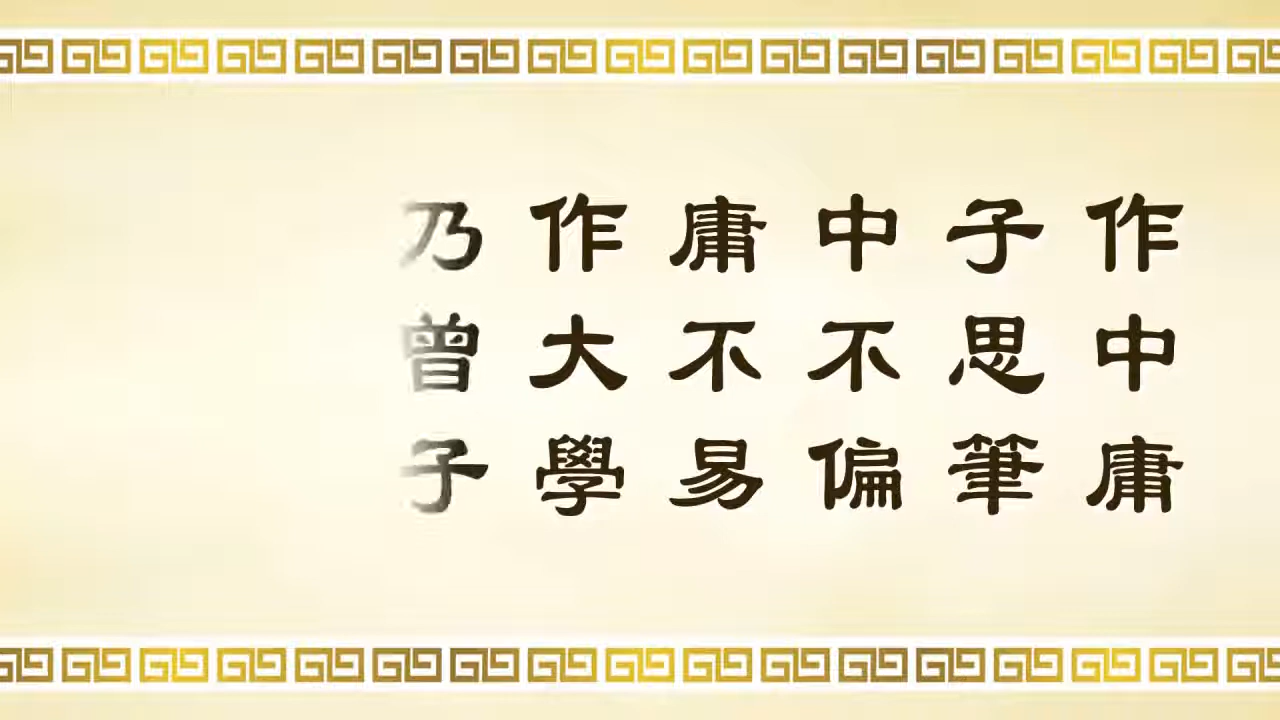 作中庸
子思筆
中不偏
庸不易
作大學
乃曾子